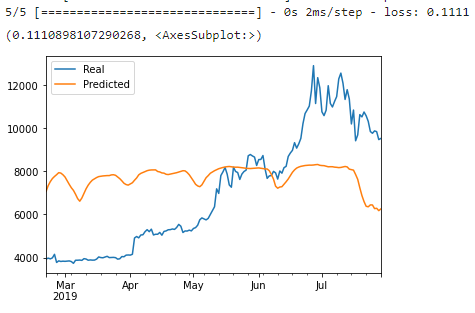 5/5 [==============================] - 0s 2ms/step - loss: 0.1111
(0.1110898107290268, <AxesSubplot:>)
Real
Predicted
12000
10000
8000
6000
4000
Mar
2019
Apr
May
Jun
Jul